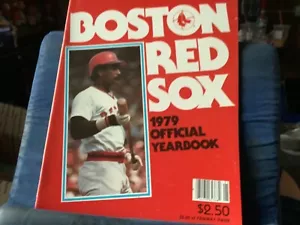 BOSTON
RED
SOX
1979
OFFICIAL
YEARBOOK
$2.50